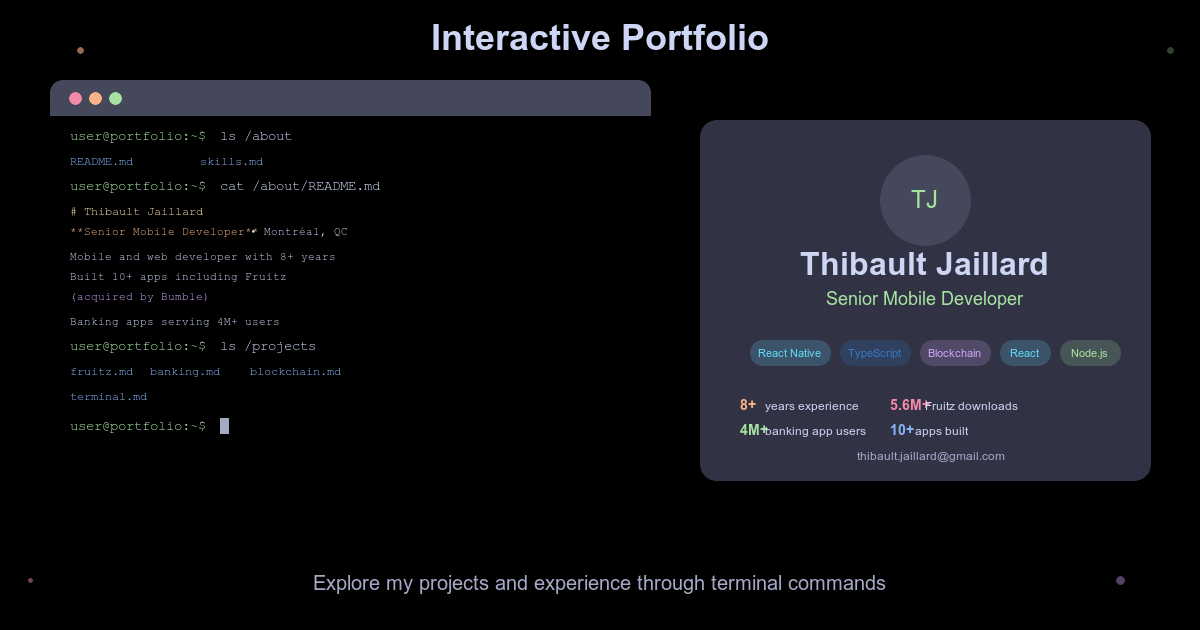 Interactive Portfolio
user@portfolio:~$ ls /about
README.md skills.md
user@portfolio:~$ cat /about/README.md
# Thibault Jaillard
**Senior Mobile Developer** Montréal, QC
Mobile and web developer with 8+ years
Built 10+ apps including Fruitz
(acquired by Bumble)
Banking apps serving 4M+ users
user@portfolio:~$ ls /projects
fruitz.md banking.md blockchain.md
terminal.md
user@portfolio:~$
TJ
Thibault Jaillard
Senior Mobile Developer
React Native TypeScript Blockchain React Node.js
8+ years experience 5.6M+ Fruitz downloads
4M+ banking app users 10+ apps built
thibault.jaillard@gmail.com
Explore my projects and experience through terminal commands